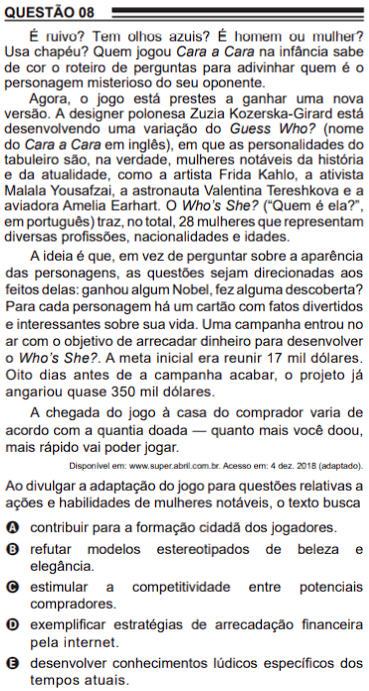 QUESTÃO 08
É ruivo? Tem olhos azuis? É homem ou mulher?
Usa chapéu? Quem jogou Cara a Cara na infância sabe
de cor o roteiro de perguntas para adivinhar quem é o
personagem misterioso do seu oponente.
Agora, o jogo está prestes a ganhar uma nova
versão. A designer polonesa Zuzia Kozerska-Girard está
desenvolvendo uma variação do Guess Who? (nome
do Cara a Cara em inglês), em que as personalidades do
tabuleiro são, na verdade, mulheres notáveis da história
e da atualidade, como a artista Frida Kahlo, a ativista
Malala Yousafzai, a astronauta Valentina Tereshkova e a
aviadora Amelia Earhart. O Who's She? (“Quem é ela?”,
em português) traz, no total, 28 mulheres que representam
diversas profissões, nacionalidades e idades.
A ideia é que, em vez de perguntar sobre a aparência
das personagens, as questões sejam direcionadas aos
feitos delas: ganhou algum Nobel, fez alguma descoberta?
Para cada personagem há um cartão com fatos divertidos
e interessantes sobre sua vida. Uma campanha entrou no
ar com o objetivo de arrecadar dinheiro para desenvolver
o Who's She?. A meta inicial era reunir 17 mil dólares.
Oito dias antes de a campanha acabar, o projeto já
angariou quase 350 mil dólares.
A chegada do jogo à casa do comprador varia de
acordo com a quantia doada — quanto mais você doou,
mais rápido vai poder jogar.
Disponível em: www.super.abril.com.br. Acesso em: 4 dez. 2018 (adaptado).
Ao divulgar a adaptação do jogo para questões relativas a
ações e habilidades de mulheres notáveis, o texto busca
A contribuir para a formação cidadã dos jogadores.
B refutar modelos estereotipados de beleza e
elegância.
C estimular a competitividade entre potenciais
compradores.
D exemplificar estratégias de arrecadação financeira
pela internet.
E desenvolver conhecimentos lúdicos específicos dos
tempos atuais.